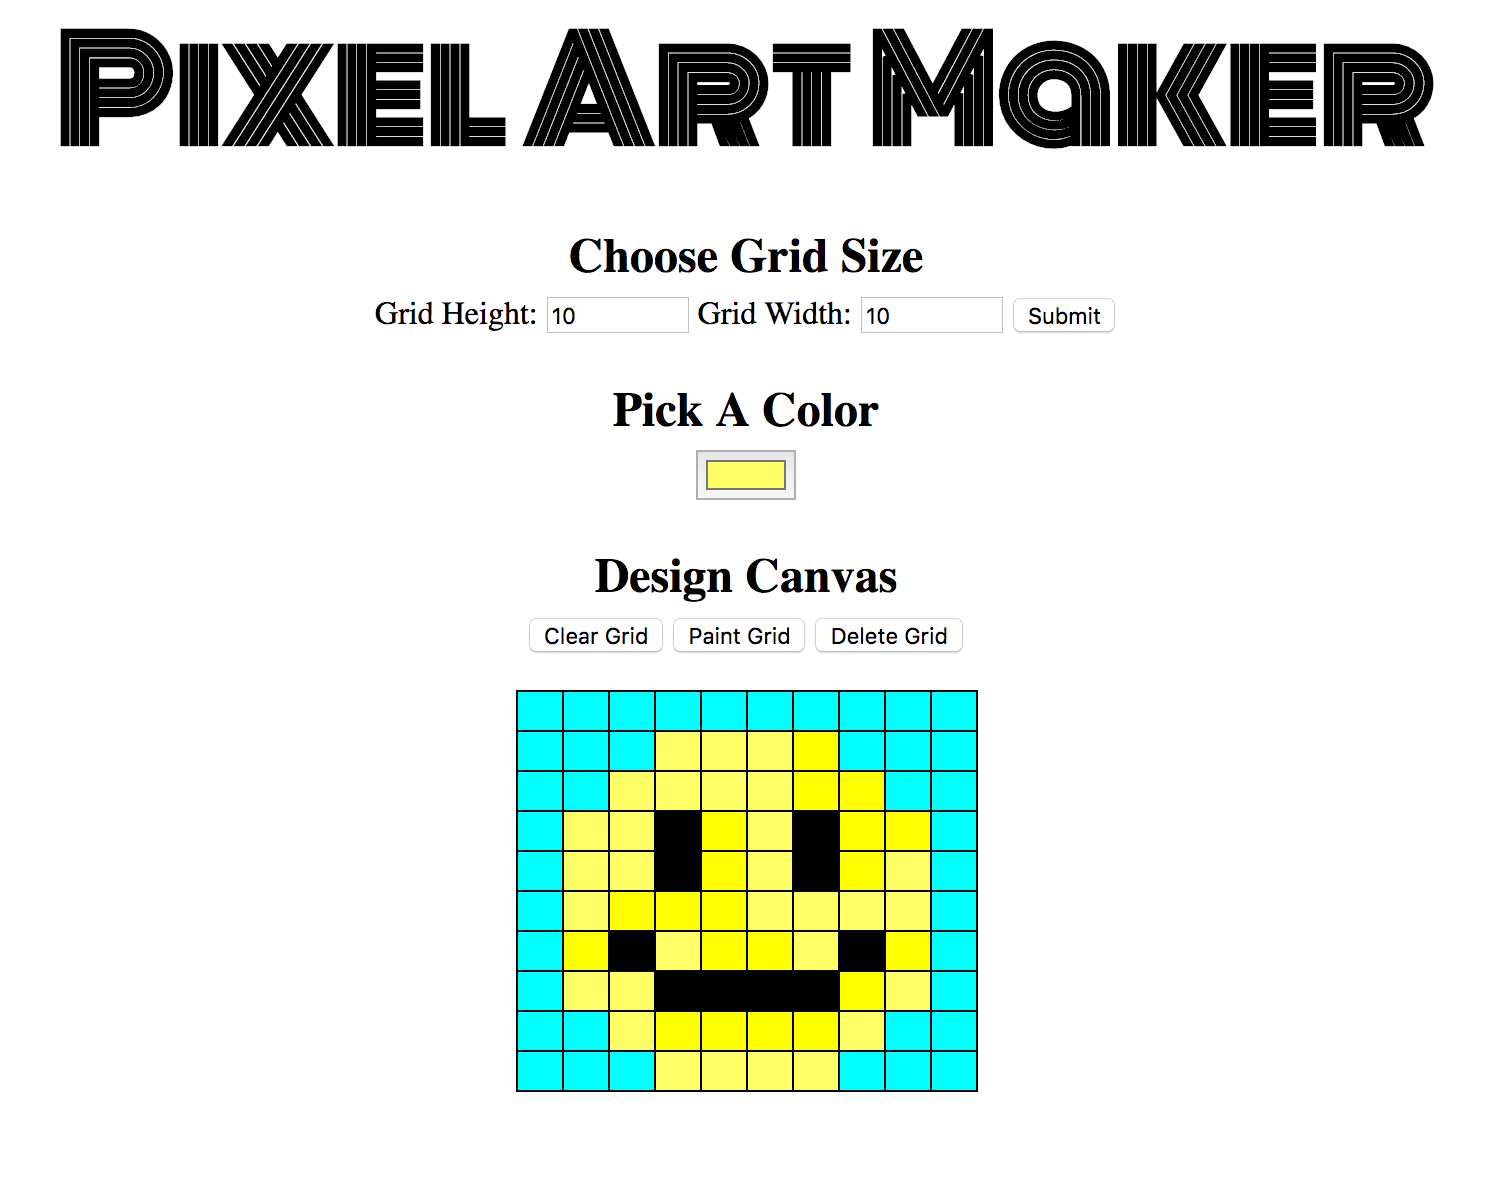 Pixel Art Maker
Choose Grid Size
Grid Height: 10 Grid Width: 10 Submit
Pick A Color
Design Canvas
Clear Grid Paint Grid Delete Grid